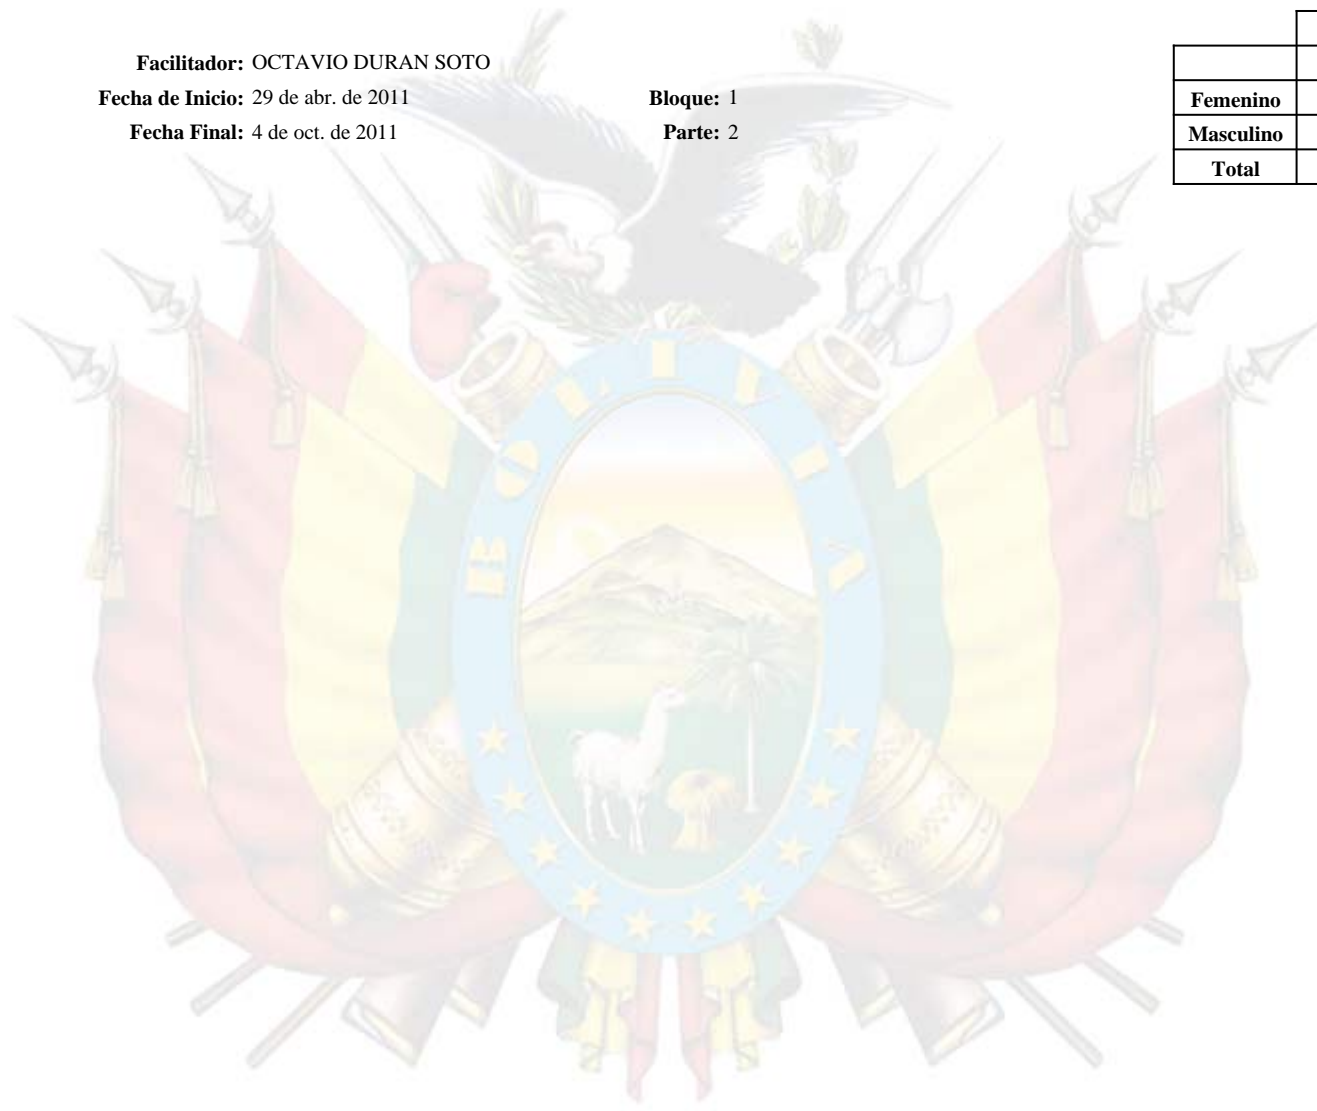 Facilitador: OCTAVIO DURAN SOTO
Fecha de Inicio: 29 de abr. de 2011 Bloque: 1
Fecha Final: 4 de oct. de 2011 Parte: 2
Femenino
Masculino
Total
BOLIVIA